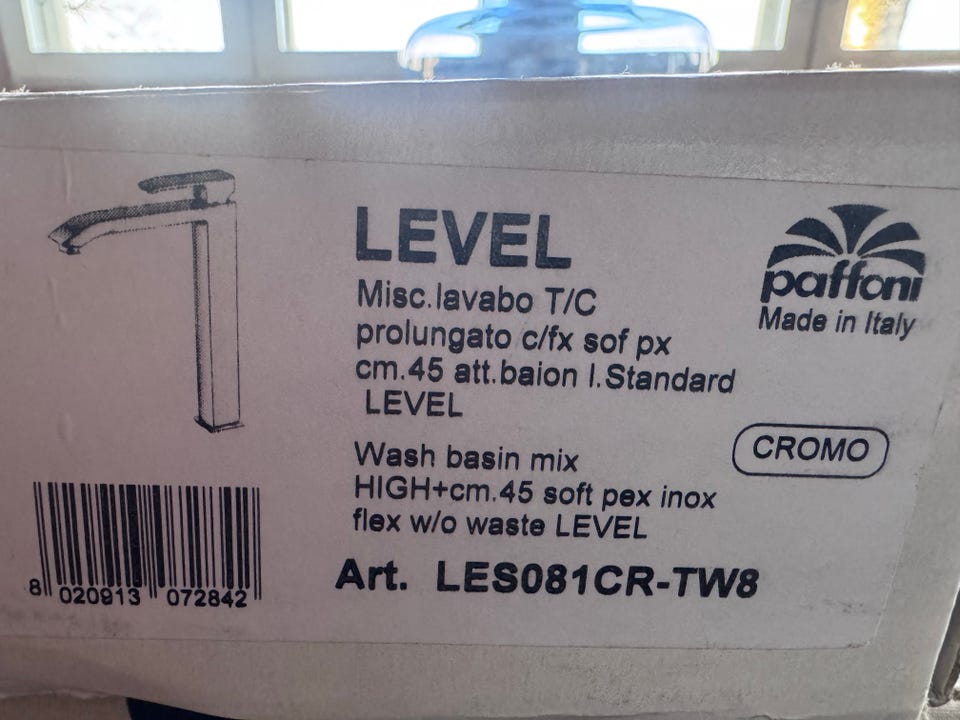 LEVEL
Misc.lavabo T/C
prolungato c/fx sof px
cm.45 att.baion l.Standard
LEVEL
Wash basin mix
HIGH+cm.45 soft pex inox
flex w/o waste LEVEL
Art. LES081CR-TW8
paffoni
Made in Italy
CROMO
8 020913 072842